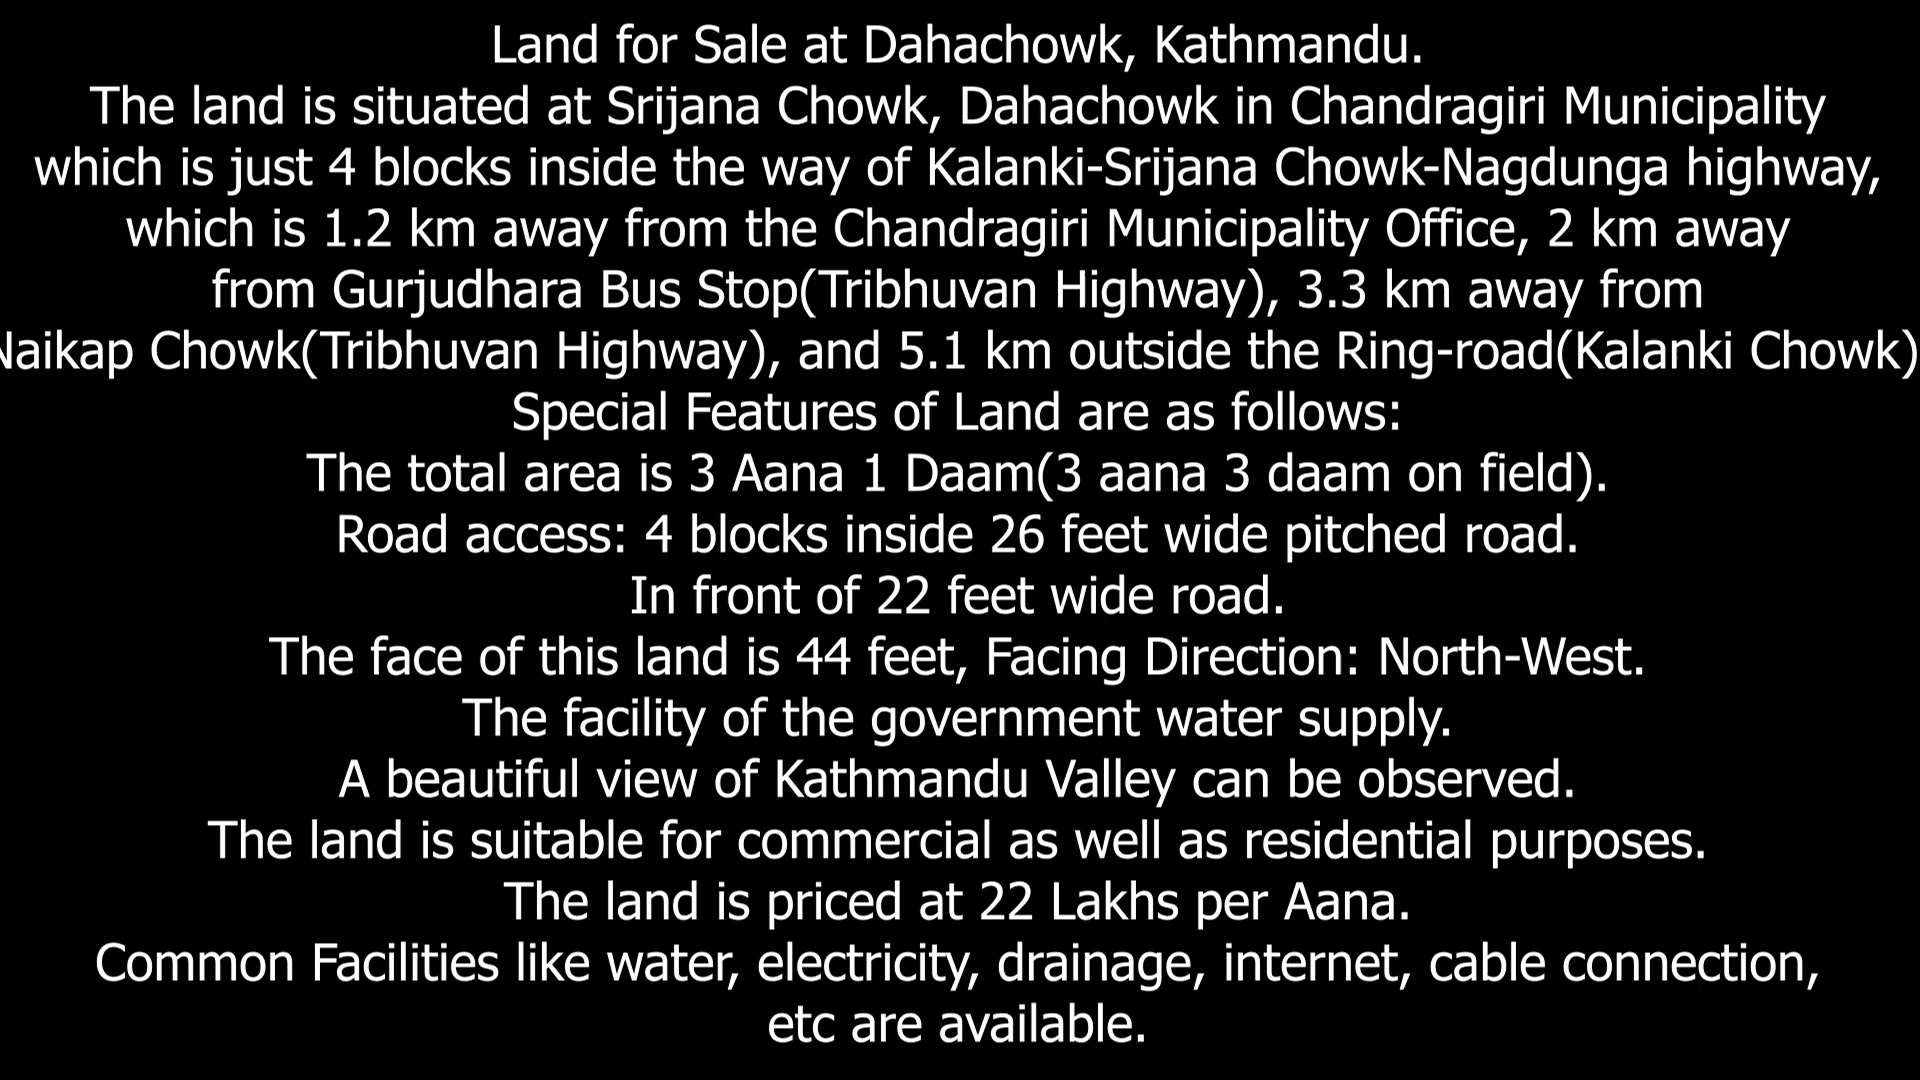 Land for Sale at Dahachowk, Kathmandu.
The land is situated at Srijana Chowk, Dahachowk in Chandragiri Municipality
which is just 4 blocks inside the way of Kalanki-Srijana Chowk-Nagdunga highway,
which is 1.2 km away from the Chandragiri Municipality Office, 2 km away
from Gurjudhara Bus Stop(Tribhuvan Highway), 3.3 km away from
Naikap Chowk(Tribhuvan Highway), and 5.1 km outside the Ring-road(Kalanki Chowk)
Special Features of Land are as follows:
The total area is 3 Aana 1 Daam(3 aana 3 daam on field).
Road access: 4 blocks inside 26 feet wide pitched road.
In front of 22 feet wide road.
The face of this land is 44 feet, Facing Direction: North-West.
The facility of the government water supply.
A beautiful view of Kathmandu Valley can be observed.
The land is suitable for commercial as well as residential purposes.
The land is priced at 22 Lakhs per Aana.
Common Facilities like water, electricity, drainage, internet, cable connection,
etc are available.